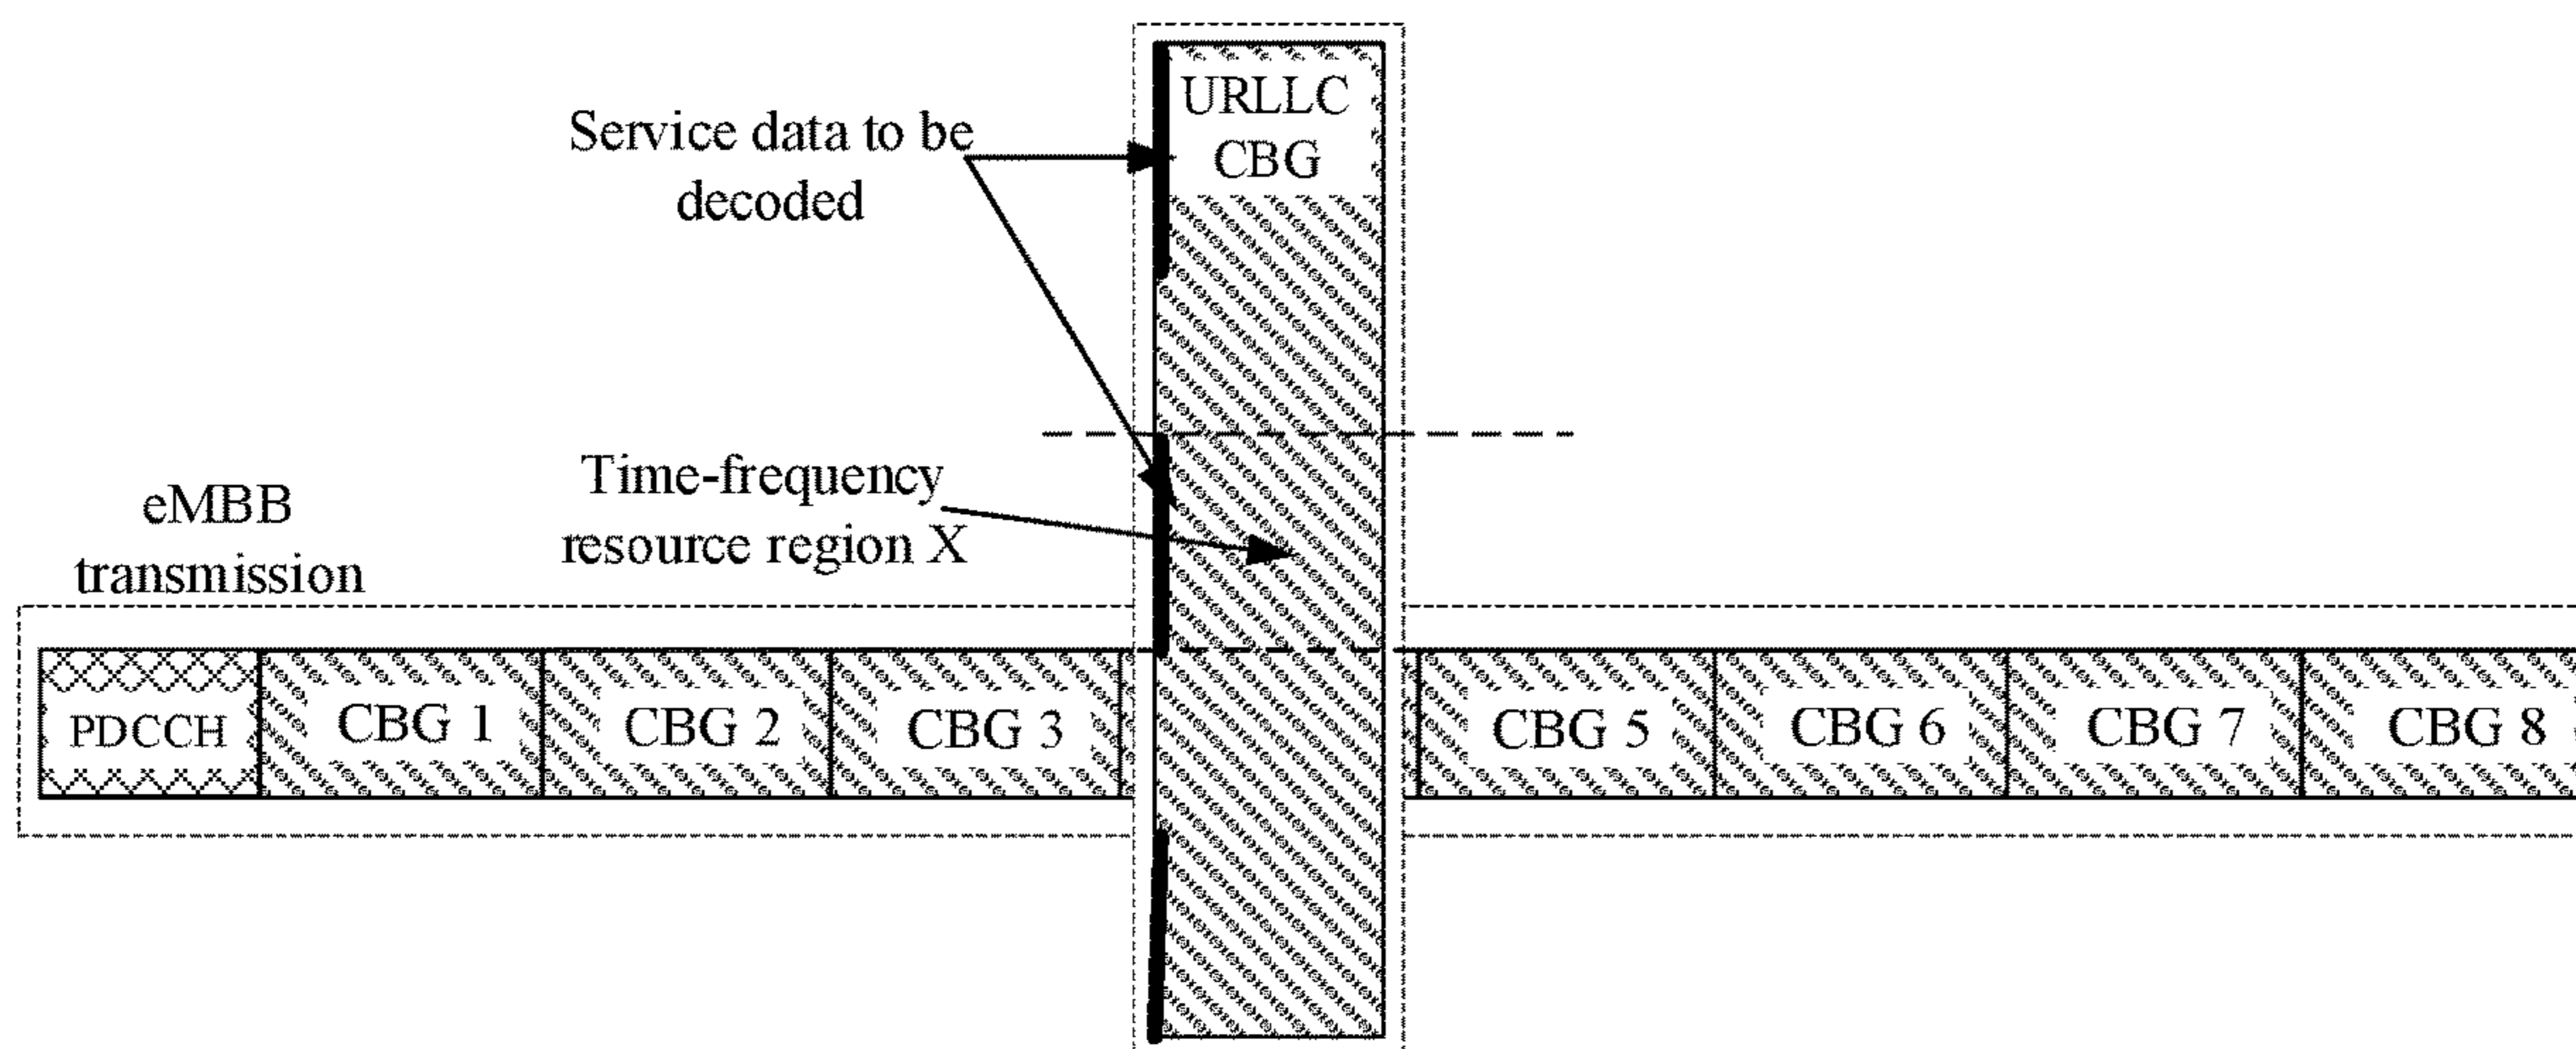 URLLC
CBG
Service data to be
decoded
Time-frequency
resource region X
eMBB
transmission
PDCCH
CBG 1
CBG 2
CBG 3
CBG 5
CBG 6
CBG 7
CBG 8